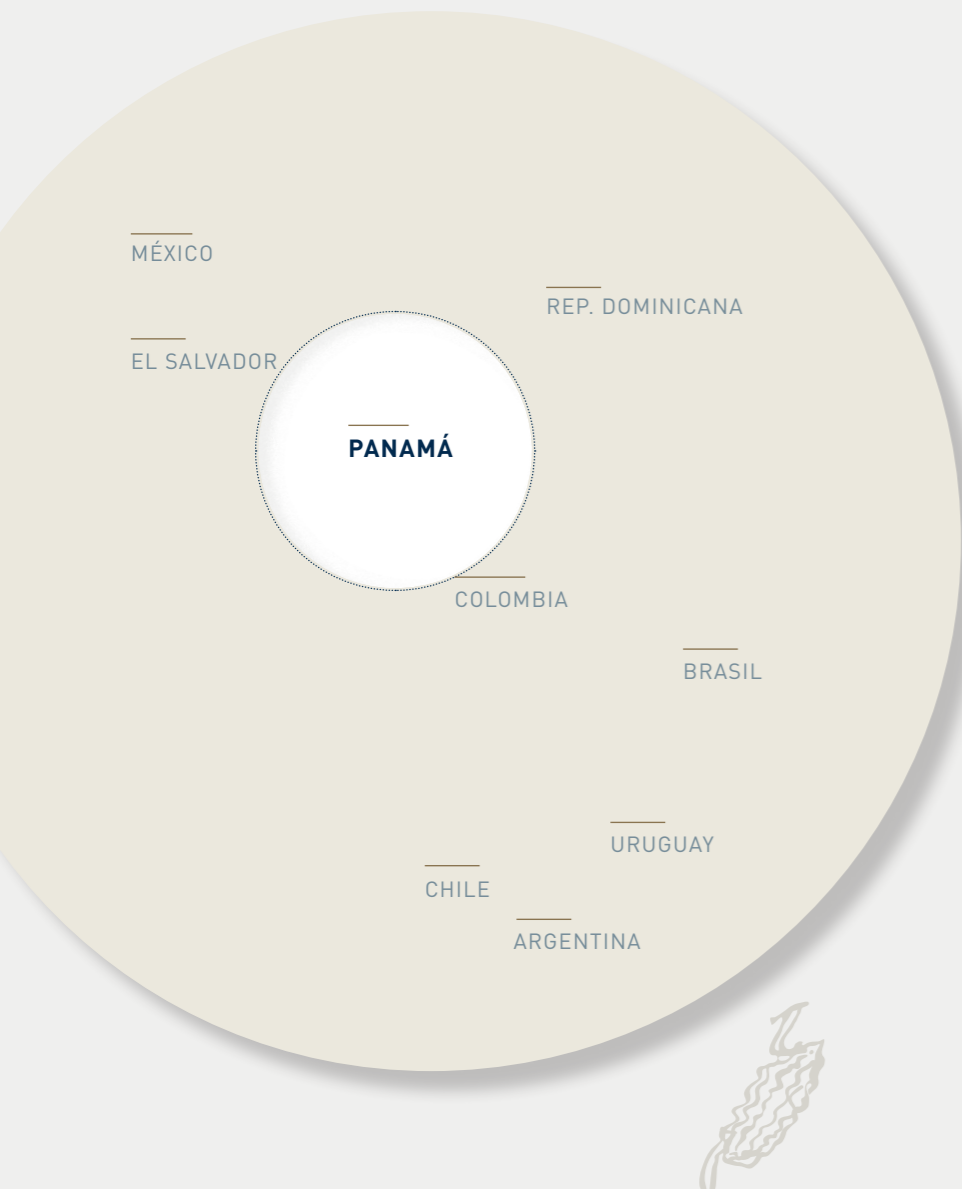 MÉXICO
REP. DOMINICANA
EL SALVADOR
PANAMÁ
COLOMBIA
BRASIL
URUGUAY
CHILE
ARGENTINA